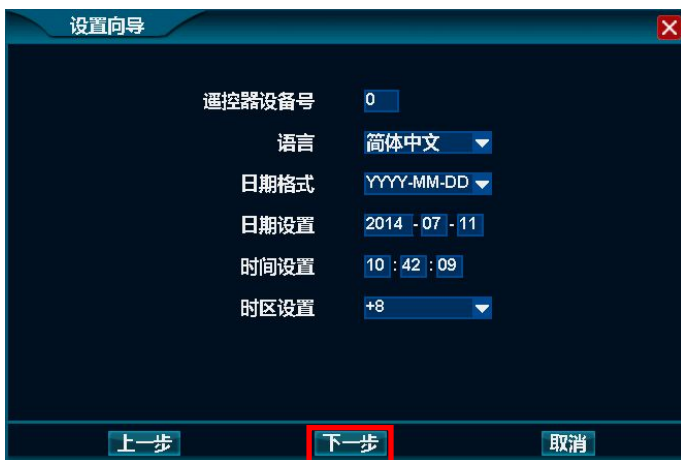 设置向导
遥控器设备号 0
语言 简体中文
日期格式 YYYY-MM-DD
日期设置 2014 - 07 - 11
时间设置 10 : 42 : 09
时区设置 +8
上一步 下一步 取消